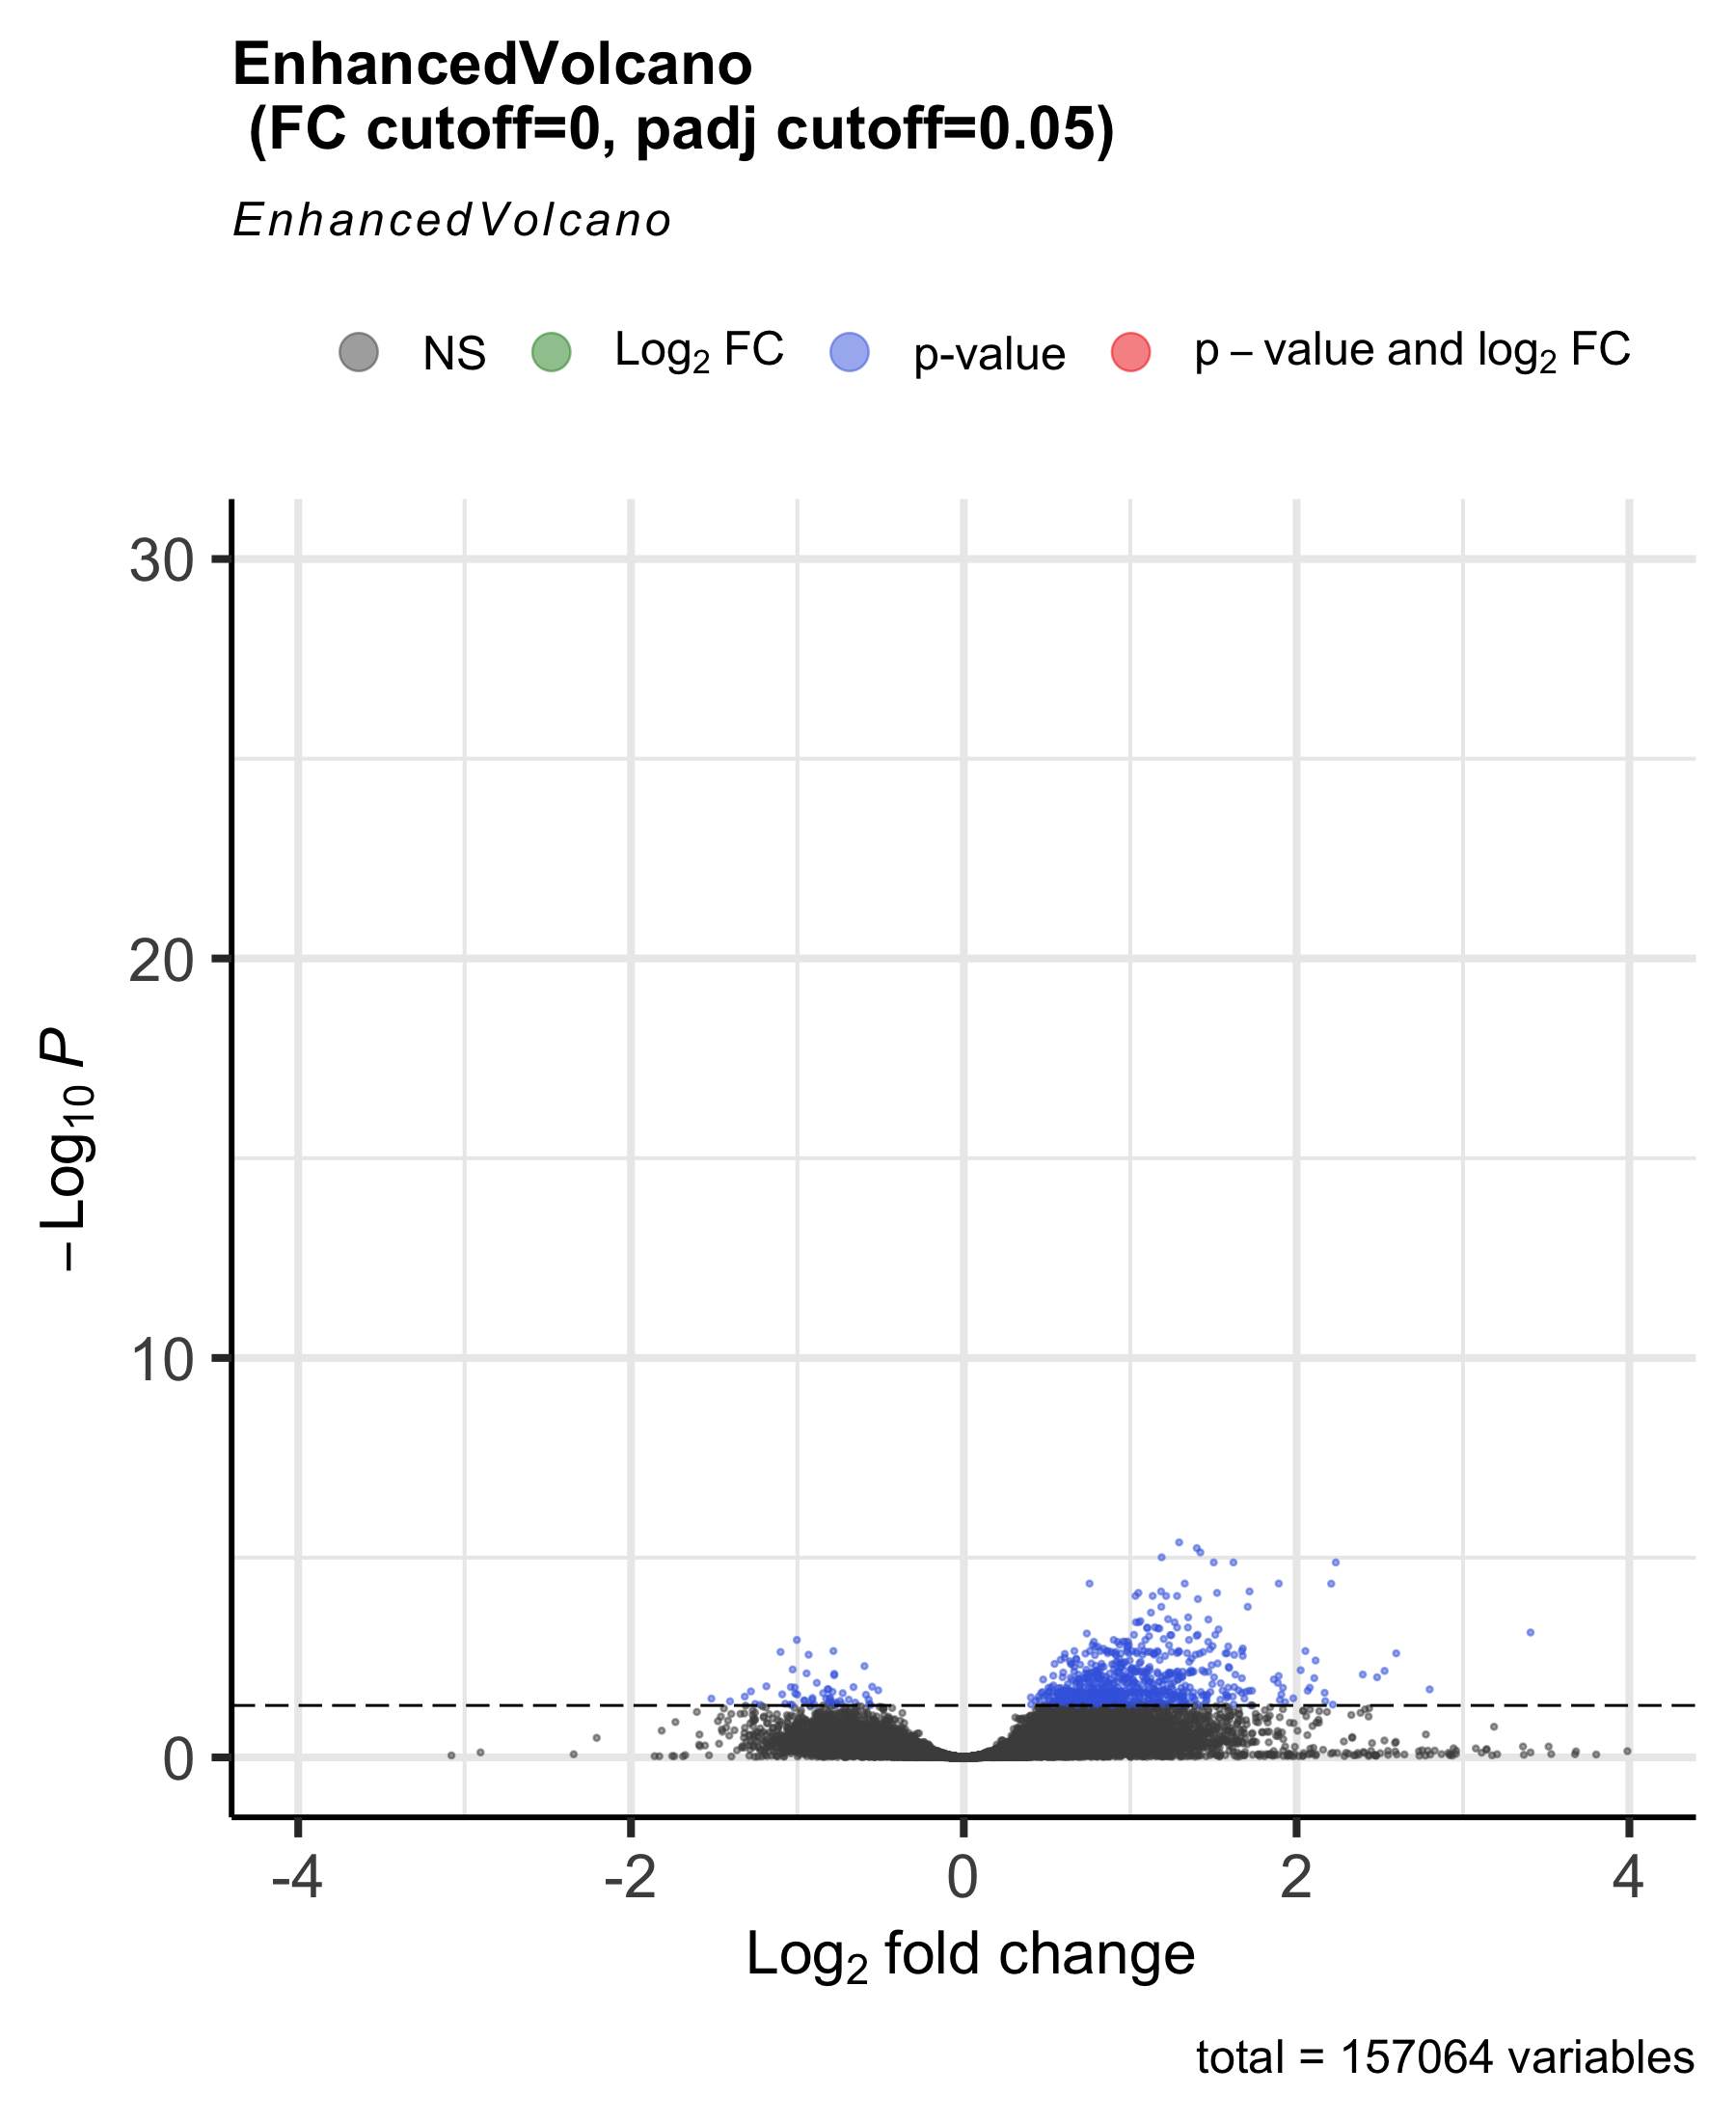 EnhancedVolcano
(FC cutoff=0, padj cutoff=0.05)
EnhancedVolcano
NS
Log₂ FC
p-value
p – value and log₂ FC
30
20
10
0
– Log₁₀ P
-4
-2
0
2
4
Log₂ fold change
total = 157064 variables